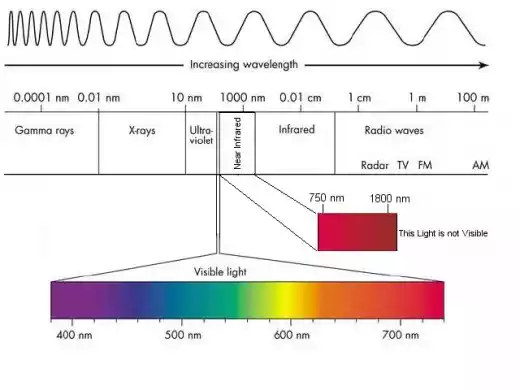 Increasing wavelength
0.0001 nm 0.01 nm 10 nm 1000 nm 0.01 cm 1 cm 1 m 100 m
Gamma rays X-rays Ultra-
violet Near Infrared Infrared Radio waves
Radar TV FM AM
750 nm 1800 nm
This Light is not Visible
Visible light
400 nm 500 nm 600 nm 700 nm